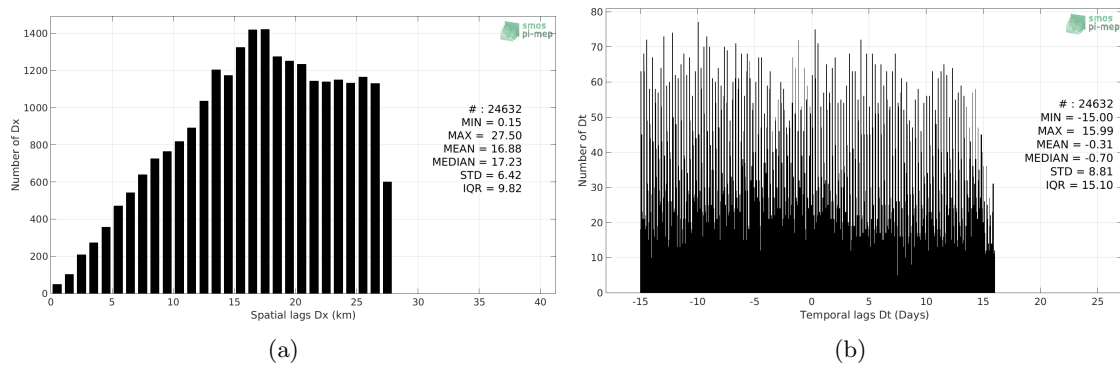 1400
1200
1000
800
600
400
200
0
Number of Dx
0 5 10 15 20 25 30 35 40
Spatial lags Dx (km)
smos
pi-mep
# : 24632
MIN = 0.15
MAX = 27.50
MEAN = 16.88
MEDIAN = 17.23
STD = 6.42
IQR = 9.82
(a)
80
70
60
50
40
30
20
10
0
Number of Dt
-15 -10 -5 0 5 10 15 20 25
Temporal lags Dt (Days)
smos
pi-mep
# : 24632
MIN = -15.00
MAX = 15.99
MEAN = -0.31
MEDIAN = -0.70
STD = 8.81
IQR = 15.10
(b)